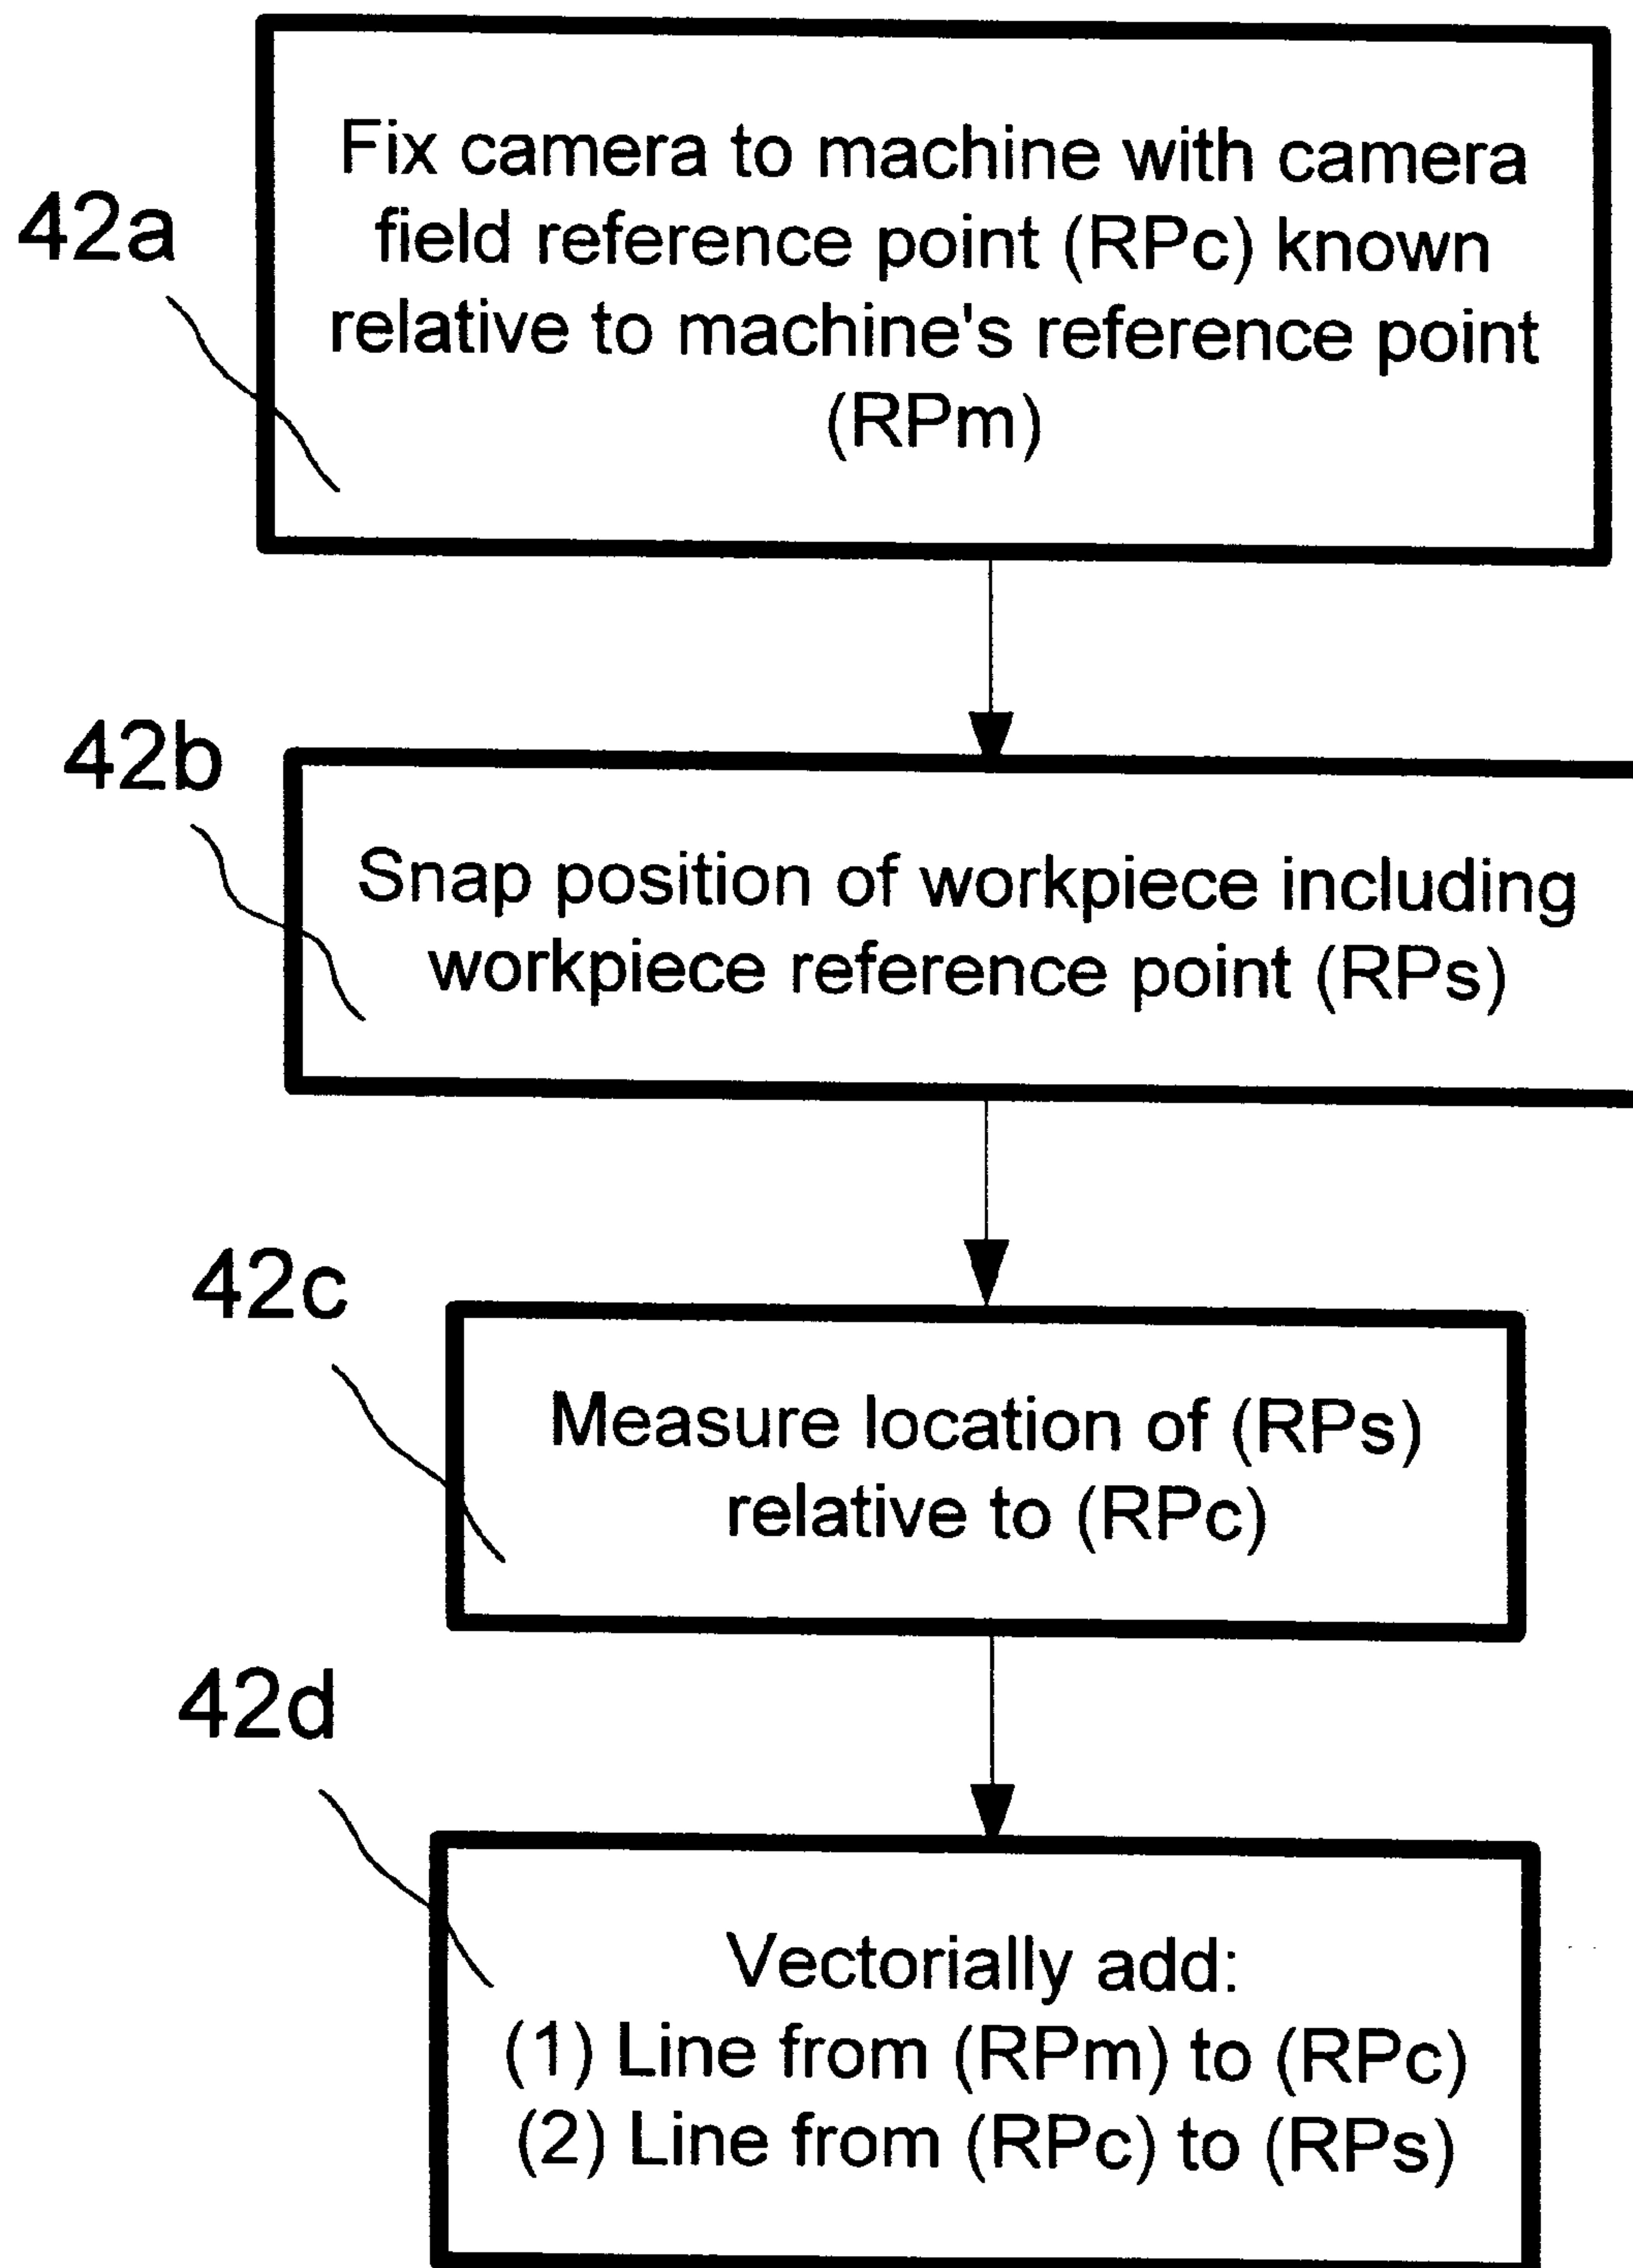 42a
Fix camera to machine with camera
field reference point (RPc) known
relative to machine's reference point
(RPm)
42b
Snap position of workpiece including
workpiece reference point (RPs)
42c
Measure location of (RPs)
relative to (RPc)
42d
Vectorially add:
(1) Line from (RPm) to (RPc)
(2) Line from (RPc) to (RPs)